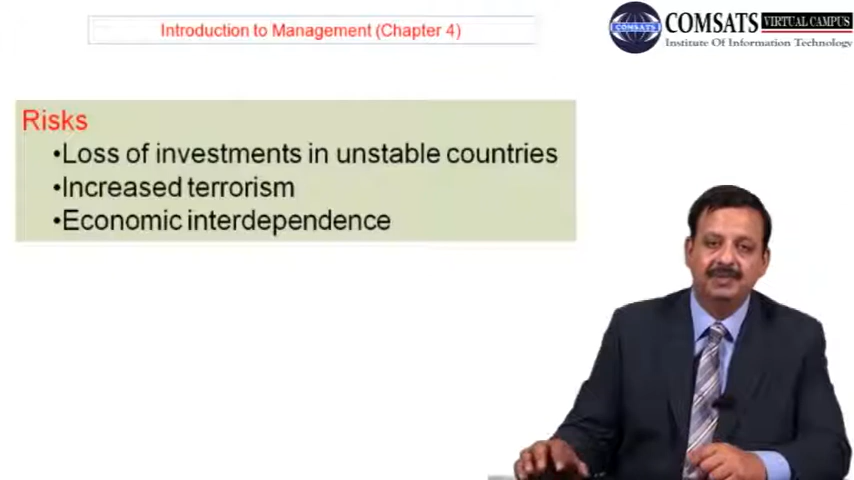 Introduction to Management (Chapter 4)
COMSATS
COMSATS VIRTUAL CAMPUS
Institute Of Information Technology
Risks
•Loss of investments in unstable countries
•Increased terrorism
•Economic interdependence